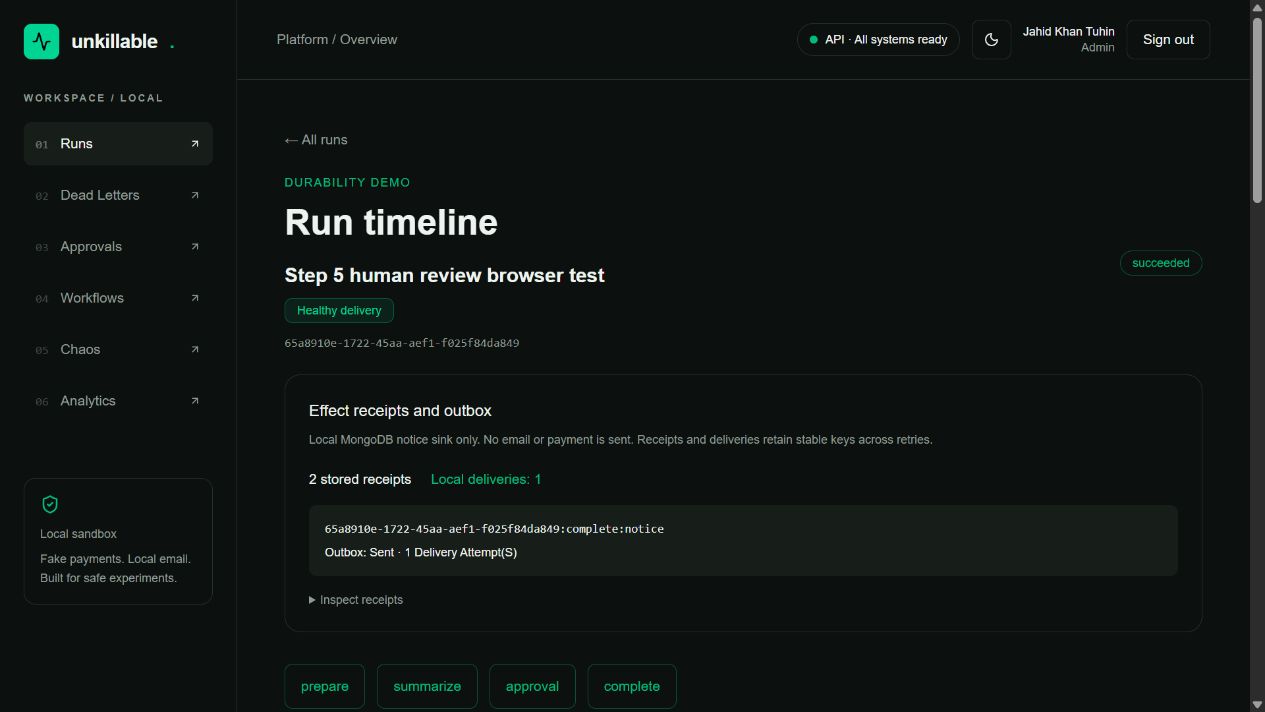 unkillable .
WORKSPACE / LOCAL
01 Runs
02 Dead Letters
03 Approvals
04 Workflows
05 Chaos
06 Analytics
Local sandbox
Fake payments. Local email.
Built for safe experiments.
Platform / Overview
API · All systems ready
Jahid Khan Tuhin
Admin
Sign out
← All runs
DURABILITY DEMO
Run timeline
Step 5 human review browser test
succeeded
Healthy delivery
65a8910e-1722-45aa-aef1-f025f84da849
Effect receipts and outbox
Local MongoDB notice sink only. No email or payment is sent. Receipts and deliveries retain stable keys across retries.
2 stored receipts Local deliveries: 1
65a8910e-1722-45aa-aef1-f025f84da849:complete:notice
Outbox: Sent · 1 Delivery Attempt(S)
Inspect receipts
prepare summarize approval complete